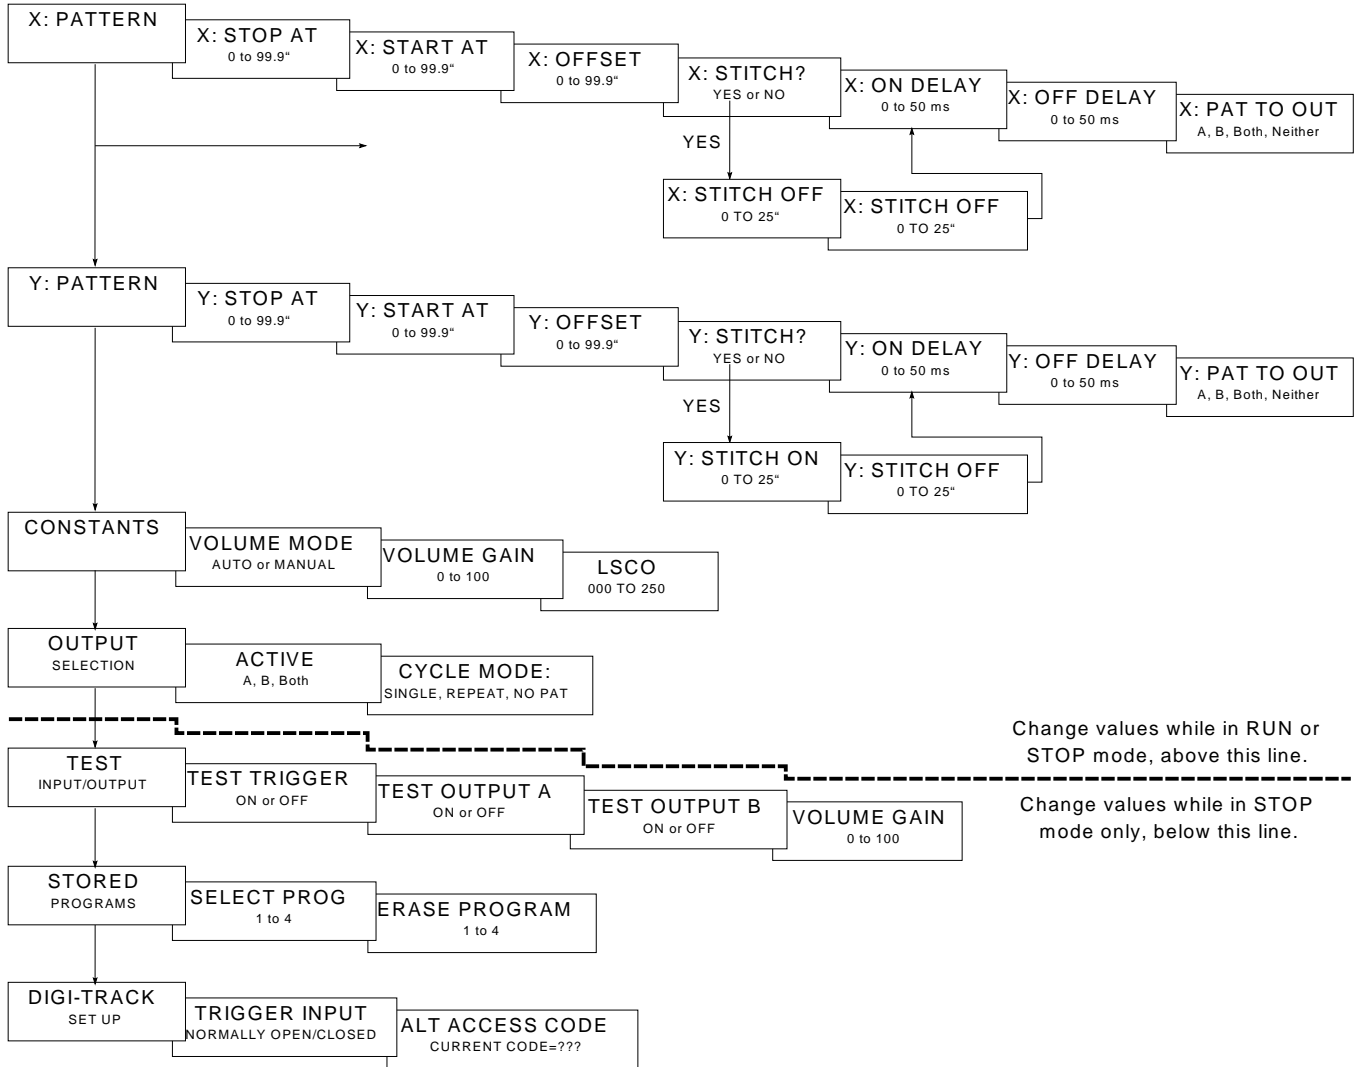 X: PATTERN
X: STOP AT
0 to 99.9“
X: START AT
0 to 99.9“
X: OFFSET
0 to 99.9“
X: STITCH?
YES or NO
X: ON DELAY
0 to 50 ms
X: OFF DELAY
0 to 50 ms
X: PAT TO OUT
A, B, Both, Neither
YES
X: STITCH OFF
0 TO 25“
X: STITCH OFF
0 TO 25“
Y: PATTERN
Y: STOP AT
0 to 99.9“
Y: START AT
0 to 99.9“
Y: OFFSET
0 to 99.9“
Y: STITCH?
YES or NO
Y: ON DELAY
0 to 50 ms
Y: OFF DELAY
0 to 50 ms
Y: PAT TO OUT
A, B, Both, Neither
YES
Y: STITCH ON
0 TO 25“
Y: STITCH OFF
0 TO 25“
CONSTANTS
VOLUME MODE
AUTO or MANUAL
VOLUME GAIN
0 to 100
LSCO
000 TO 250
OUTPUT
SELECTION
ACTIVE
A, B, Both
CYCLE MODE:
SINGLE, REPEAT, NO PAT
Change values while in RUN or
STOP mode, above this line.
Change values while in STOP
mode only, below this line.
TEST
INPUT/OUTPUT
TEST TRIGGER
ON or OFF
TEST OUTPUT A
ON or OFF
TEST OUTPUT B
ON or OFF
VOLUME GAIN
0 to 100
STORED
PROGRAMS
SELECT PROG
1 to 4
ERASE PROGRAM
1 to 4
DIGI-TRACK
SET UP
TRIGGER INPUT
NORMALLY OPEN/CLOSED
ALT ACCESS CODE
CURRENT CODE=???